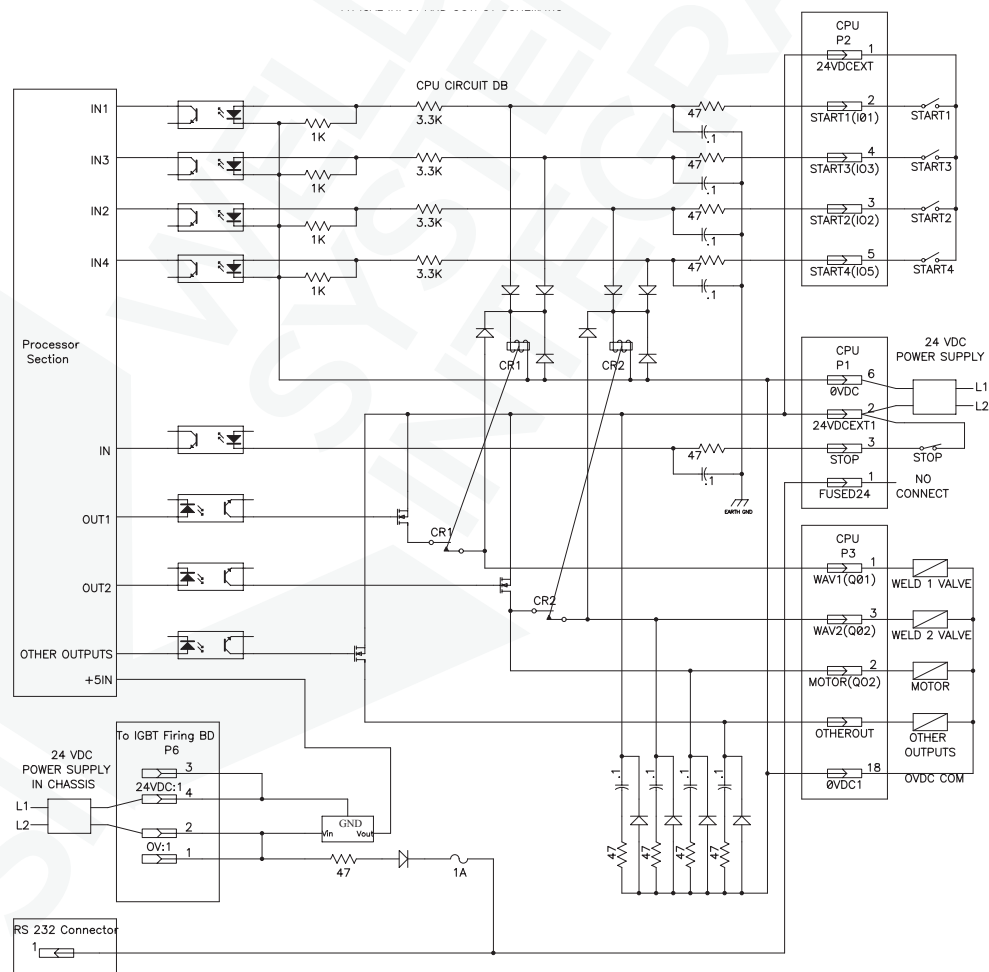 CPU CIRCUIT DB
CPU
P2
1
24VDCEXT
IN1
1K
3.3K
47
.1
2
START1(I01)
START1
IN3
1K
3.3K
47
.1
4
START3(IO3)
START3
IN2
1K
3.3K
47
.1
3
START2(IO2)
START2
IN4
1K
3.3K
47
.1
5
START4(IO5)
START4
Processor
Section
CR1
CR2
CPU
P1
6
0VDC
24 VDC
POWER SUPPLY
L1
L2
2
24VDCEXT1
IN
47
.1
3
STOP
STOP
1
FUSED24
NO
CONNECT
EARTH GND
OUT1
CR1
CPU
P3
1
WAV1(Q01)
WELD 1 VALVE
OUT2
CR2
3
WAV2(Q02)
WELD 2 VALVE
OTHER OUTPUTS
+5IN
2
MOTOR(QO2)
MOTOR
OTHEROUT
OTHER
OUTPUTS
18
0VDC1
OVDC COM
.1
.1
.1
.1
47
47
47
47
To IGBT Firing BD
P6
24 VDC
POWER SUPPLY
IN CHASSIS
L1
L2
3
24VDC:1
4
2
OV:1
1
GND
Vin
Vout
47
1A
RS 232 Connector
1
WELD
SYSTEM
INTEGRA